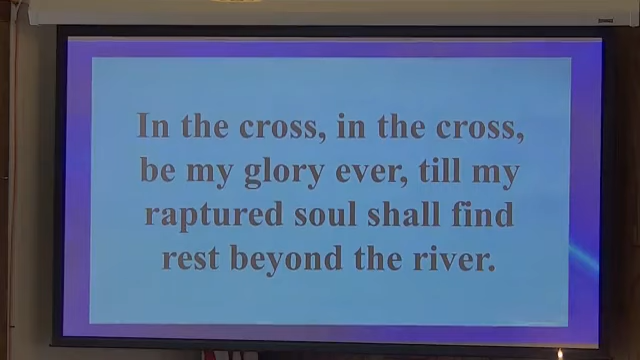 In the cross, in the cross,
be my glory ever, till my
raptured soul shall find
rest beyond the river.